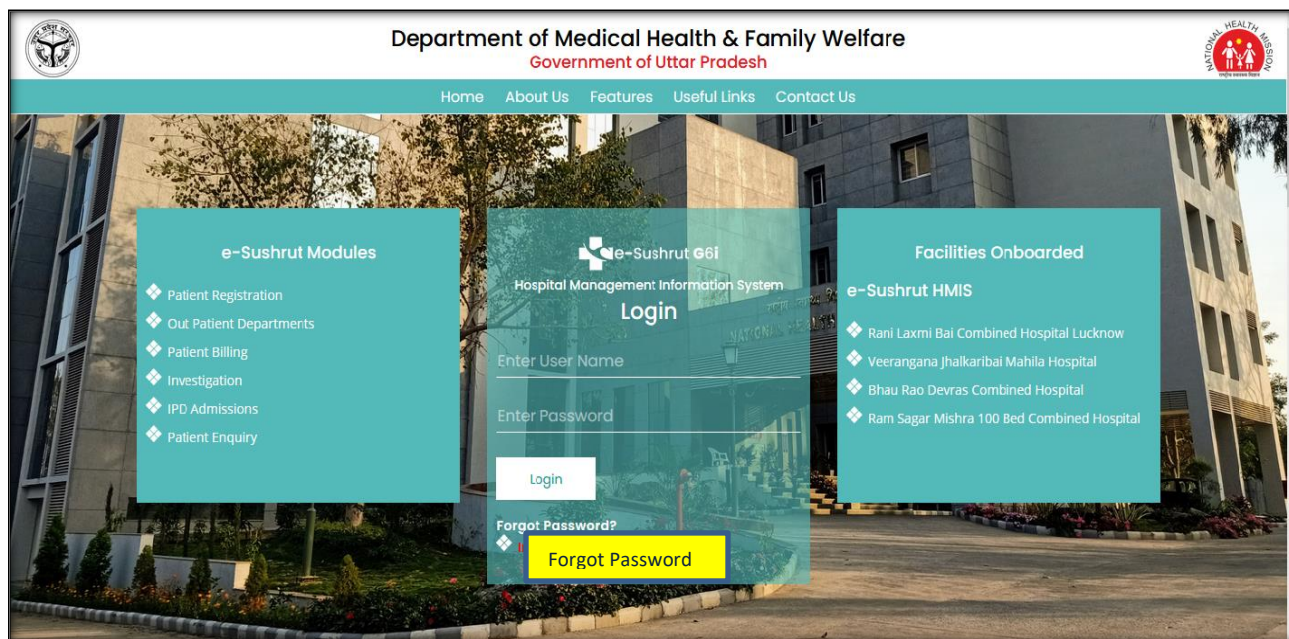 Department of Medical Health & Family Welfare
Government of Uttar Pradesh
NATIONAL HEALTH MISSION
Home About Us Features Useful Links Contact Us
e-Sushrut Modules
Patient Registration
Out Patient Departments
Patient Billing
Investigation
IPD Admissions
Patient Enquiry
e-Sushrut G6i
Hospital Management Information System
Login
Enter User Name
Enter Password
Login
Forgot Password?
Forgot Password
Facilities Onboarded
e-Sushrut HMIS
Rani Laxmi Bai Combined Hospital Lucknow
Veerangana Jhalkaribai Mahila Hospital
Bhau Rao Devras Combined Hospital
Ram Sagar Mishra 100 Bed Combined Hospital